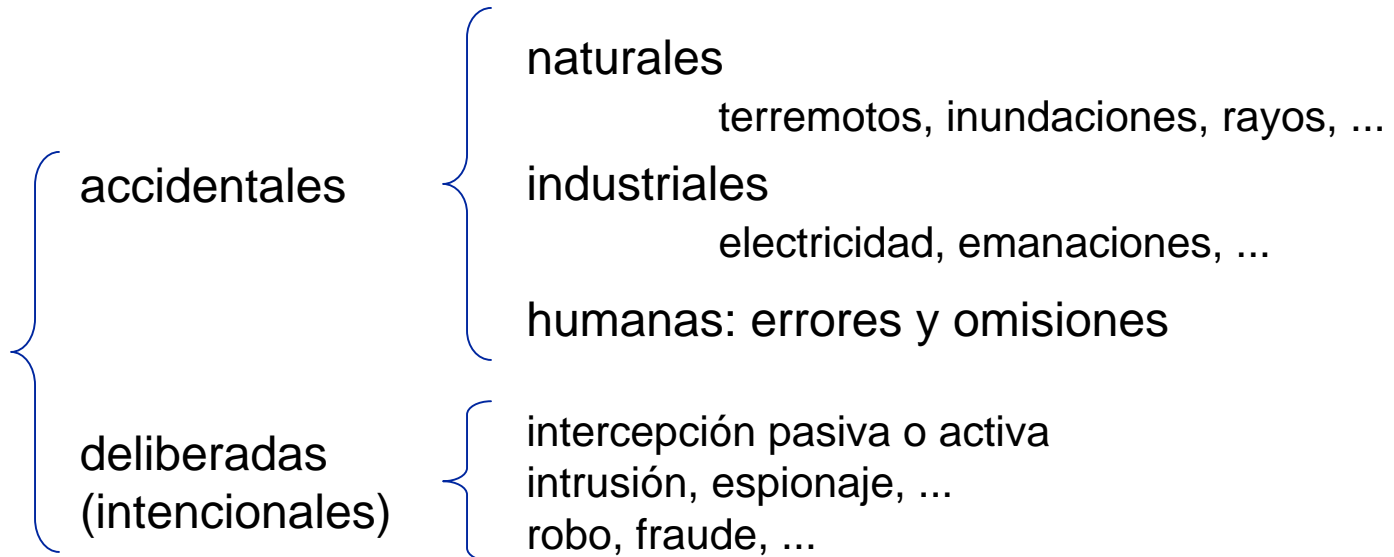 accidentales
naturales
terremotos, inundaciones, rayos, ...
industriales
electricidad, emanaciones, ...
humanas: errores y omisiones
deliberadas
(intencionales)
intercepción pasiva o activa
intrusión, espionaje, ...
robo, fraude, ...